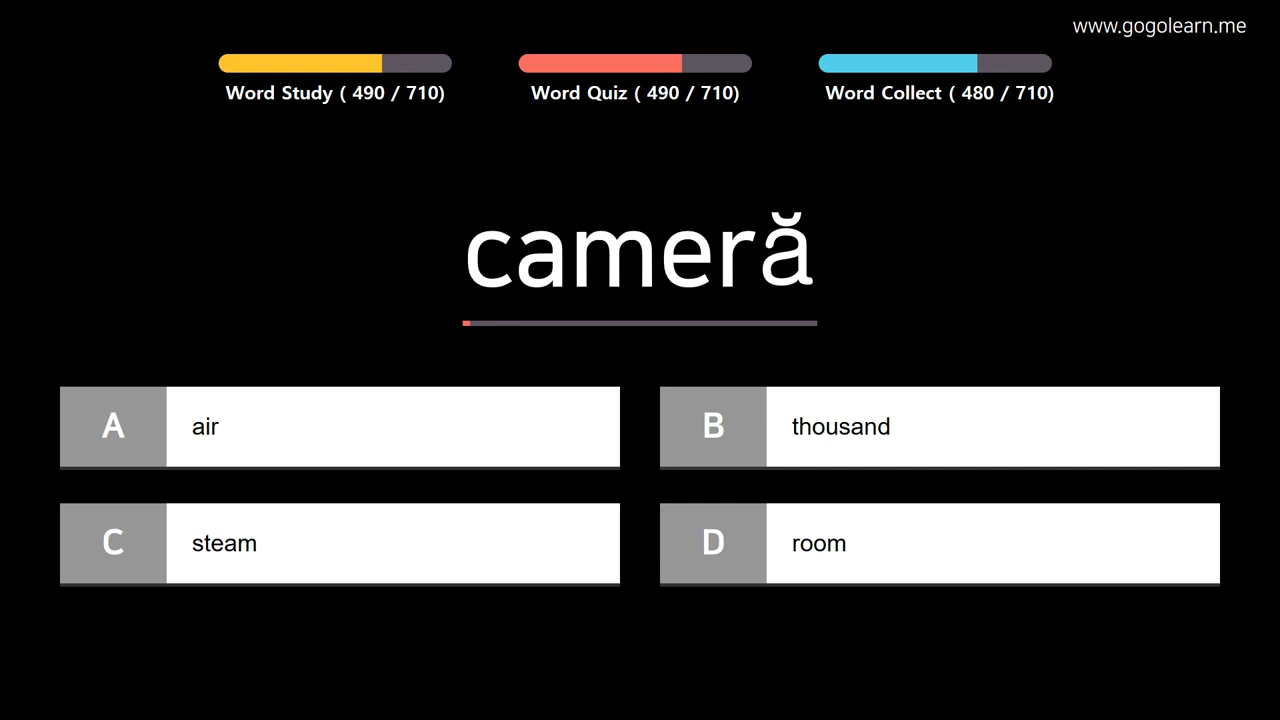 www.gogolearn.me
Word Study ( 490 / 710)
Word Quiz ( 490 / 710)
Word Collect ( 480 / 710)
cameră
A air
B thousand
C steam
D room